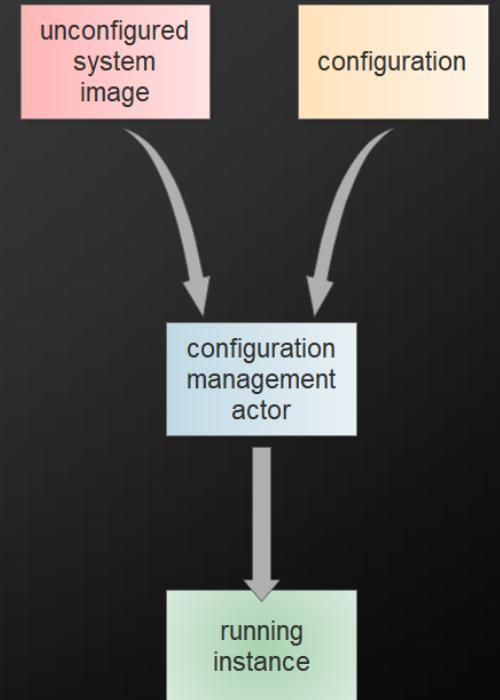 unconfigured
system
image
configuration
configuration
management
actor
running
instance